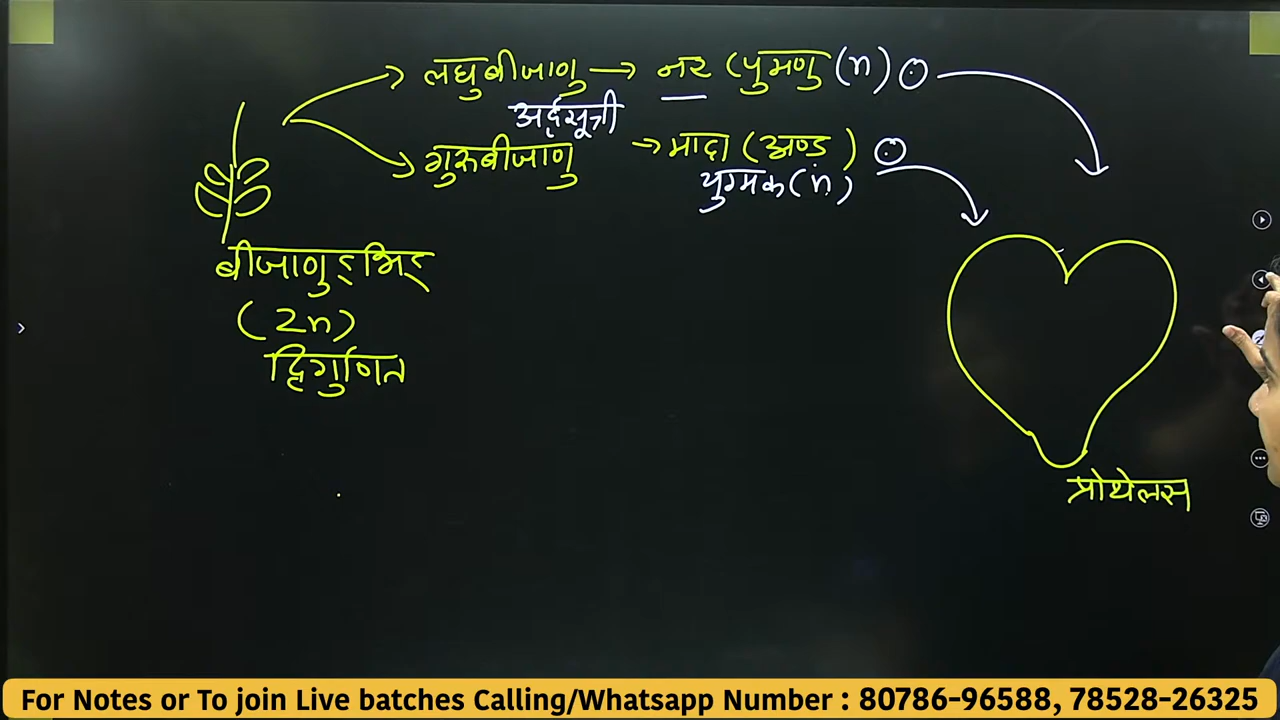 लघुबीजाणु → नर (पुमणु (n)
अर्द्धसूत्री
गुरुबीजाणु → मादा (अण्ड)
युग्मक (n)
बीजाणुद्भिद्
(2n)
द्विगुणित
प्रोथेलस
For Notes or To join Live batches Calling/Whatsapp Number : 80786-96588, 78528-26325